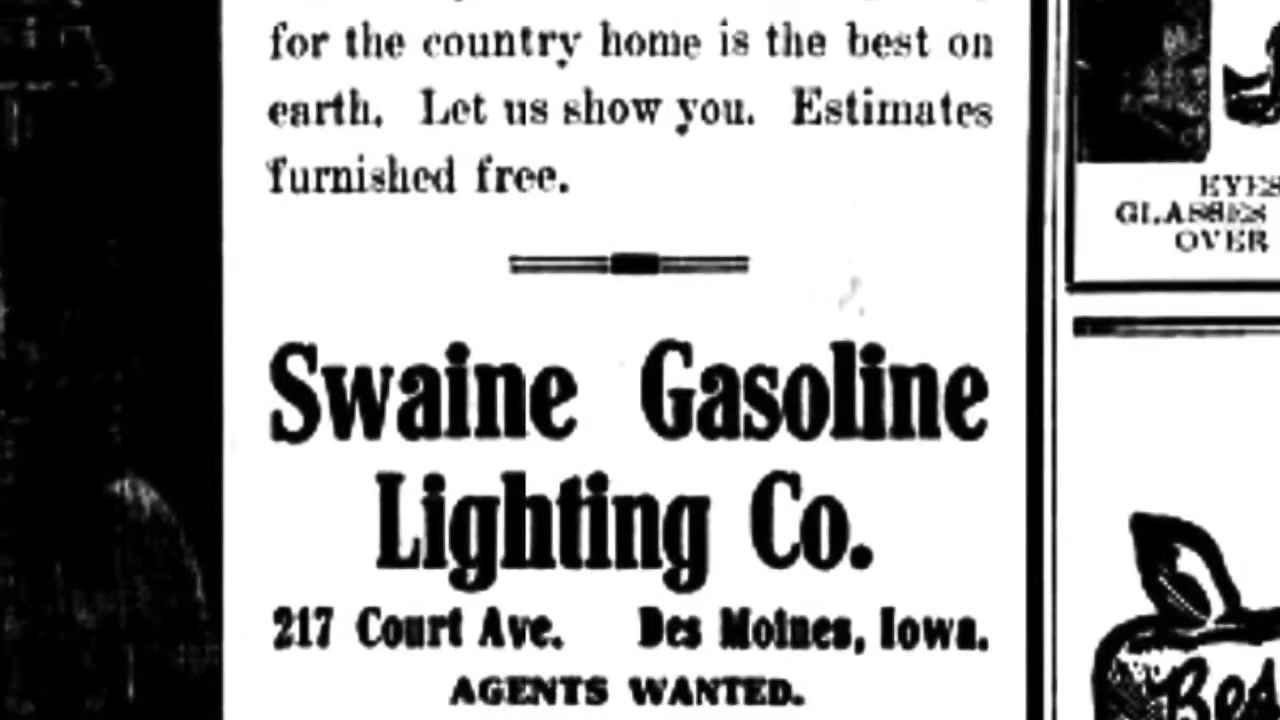 for the country home is the best on
earth. Let us show you. Estimates
furnished free.
Swaine Gasoline
Lighting Co.
217 Court Ave. Des Moines, Iowa.
AGENTS WANTED.
EYES
GLASSES
OVER
Bes